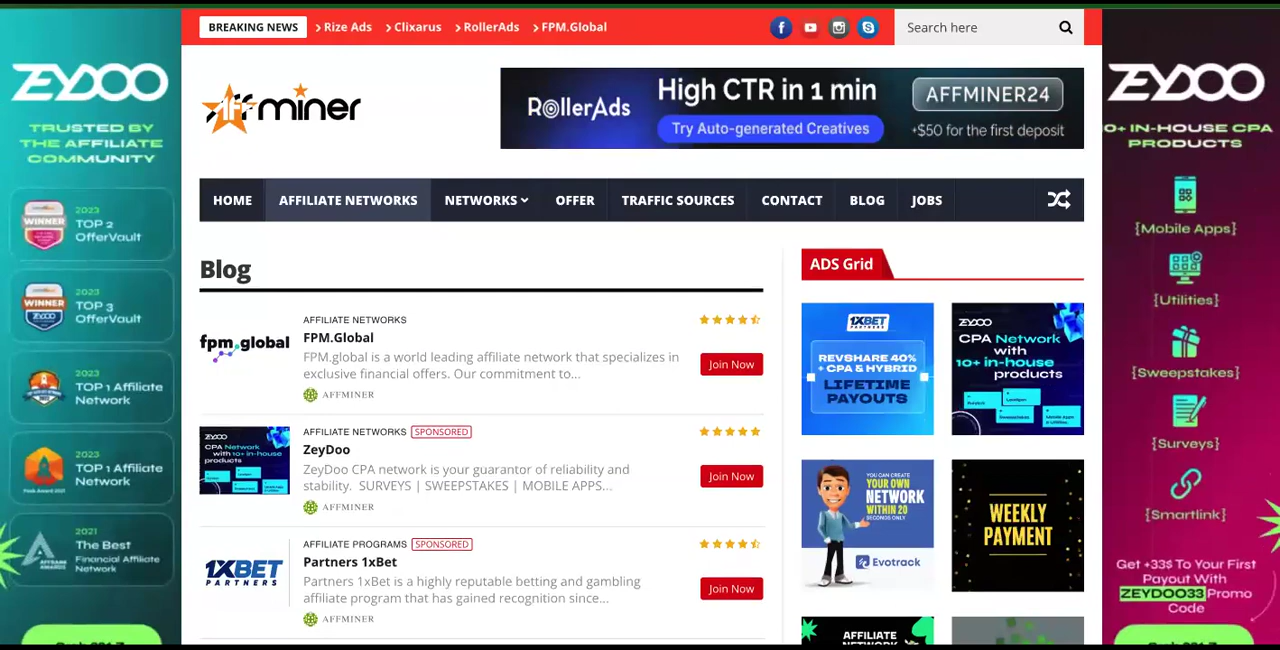 BREAKING NEWS
Rize Ads
Clixarus
RollerAds
FPM.Global
Search here
ZEYDOO
TRUSTED BY
THE AFFILIATE
COMMUNITY
WINNER
2023
TOP 2
OfferVault
WINNER
2023
TOP 3
OfferVault
2023
TOP 1 Affiliate
Network
2023
TOP 1 Affiliate
Network
2021
The Best
Financial Affiliate
Network
affminer
RollerAds
High CTR in 1 min
Try Auto-generated Creatives
AFFMINER24
+$50 for the first deposit
HOME
AFFILIATE NETWORKS
NETWORKS
OFFER
TRAFFIC SOURCES
CONTACT
BLOG
JOBS
Blog
fpm.global
AFFILIATE NETWORKS
FPM.Global
FPM.global is a world leading affiliate network that specializes in
exclusive financial offers. Our commitment to...
AFFMINER
Join Now
ZEYDOO
CPA Network
with 10+ in-house
products
AFFILIATE NETWORKS SPONSORED
ZeyDoo
ZeyDoo CPA network is your guarantor of reliability and
stability. SURVEYS | SWEEPSTAKES | MOBILE APPS...
AFFMINER
Join Now
1XBET
PARTNERS
AFFILIATE PROGRAMS SPONSORED
Partners 1xBet
Partners 1xBet is a highly reputable betting and gambling
affiliate program that has gained recognition since...
AFFMINER
Join Now
ADS Grid
1XBET
PARTNERS
REVSHARE 40%
+ CPA & HYBRID
LIFETIME
PAYOUTS
ZEYDOO
CPA Network
with
10+ in-house
products
YOU CAN CREATE
YOUR OWN
NETWORK
WITHIN 20
SECONDS ONLY
Evotrack
WEEKLY
PAYMENT
AFFILIATE
ZEYDOO
0+ IN-HOUSE CPA
PRODUCTS
{Mobile Apps}
{Utilities}
{Sweepstakes}
{Surveys}
{Smartlink}
Get +33$ To Your First
Payout With
ZEYDOO33 Promo
Code